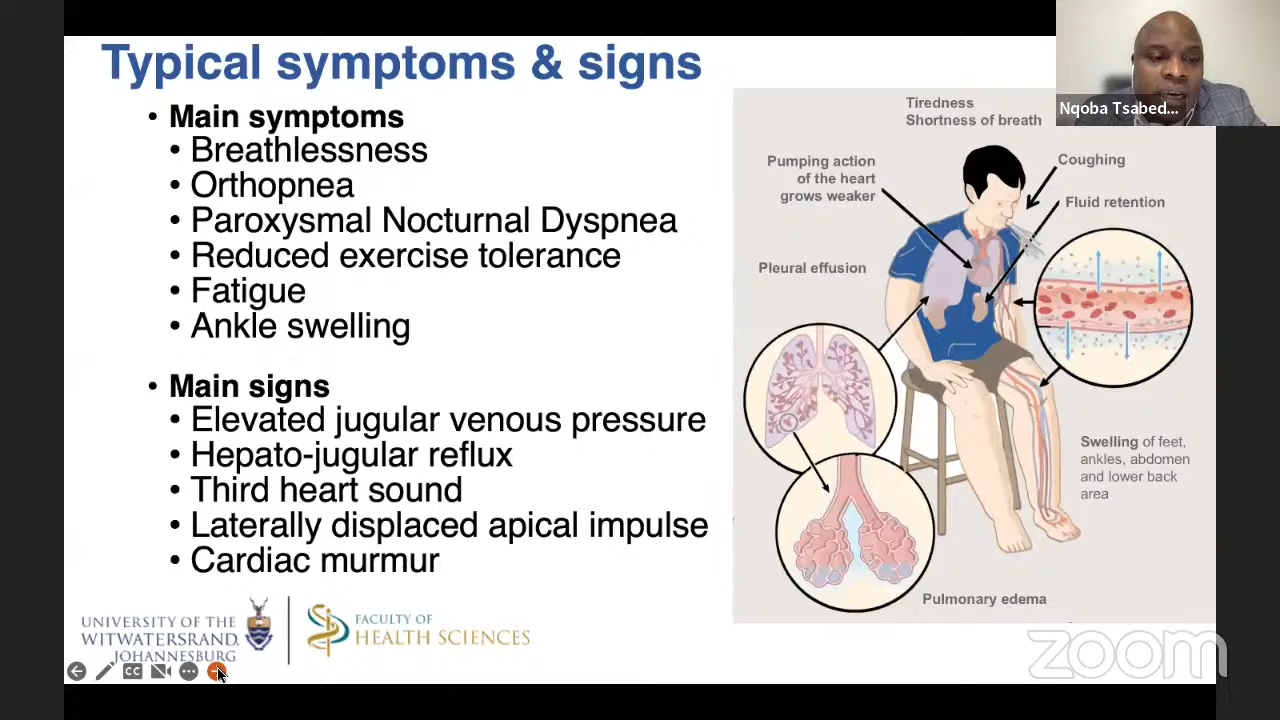 Typical symptoms & signs
• Main symptoms
• Breathlessness
• Orthopnea
• Paroxysmal Nocturnal Dyspnea
• Reduced exercise tolerance
• Fatigue
• Ankle swelling
• Main signs
• Elevated jugular venous pressure
• Hepato-jugular reflux
• Third heart sound
• Laterally displaced apical impulse
• Cardiac murmur
Tiredness
Shortness of breath
Pumping action
of the heart
grows weaker
Coughing
Fluid retention
Pleural effusion
Swelling of feet,
ankles, abdomen
and lower back
area
Pulmonary edema
Nqoba Tsabed...
UNIVERSITY OF THE
WITWATERSRAND,
JOHANNESBURG
FACULTY OF
HEALTH SCIENCES
CC
zoom